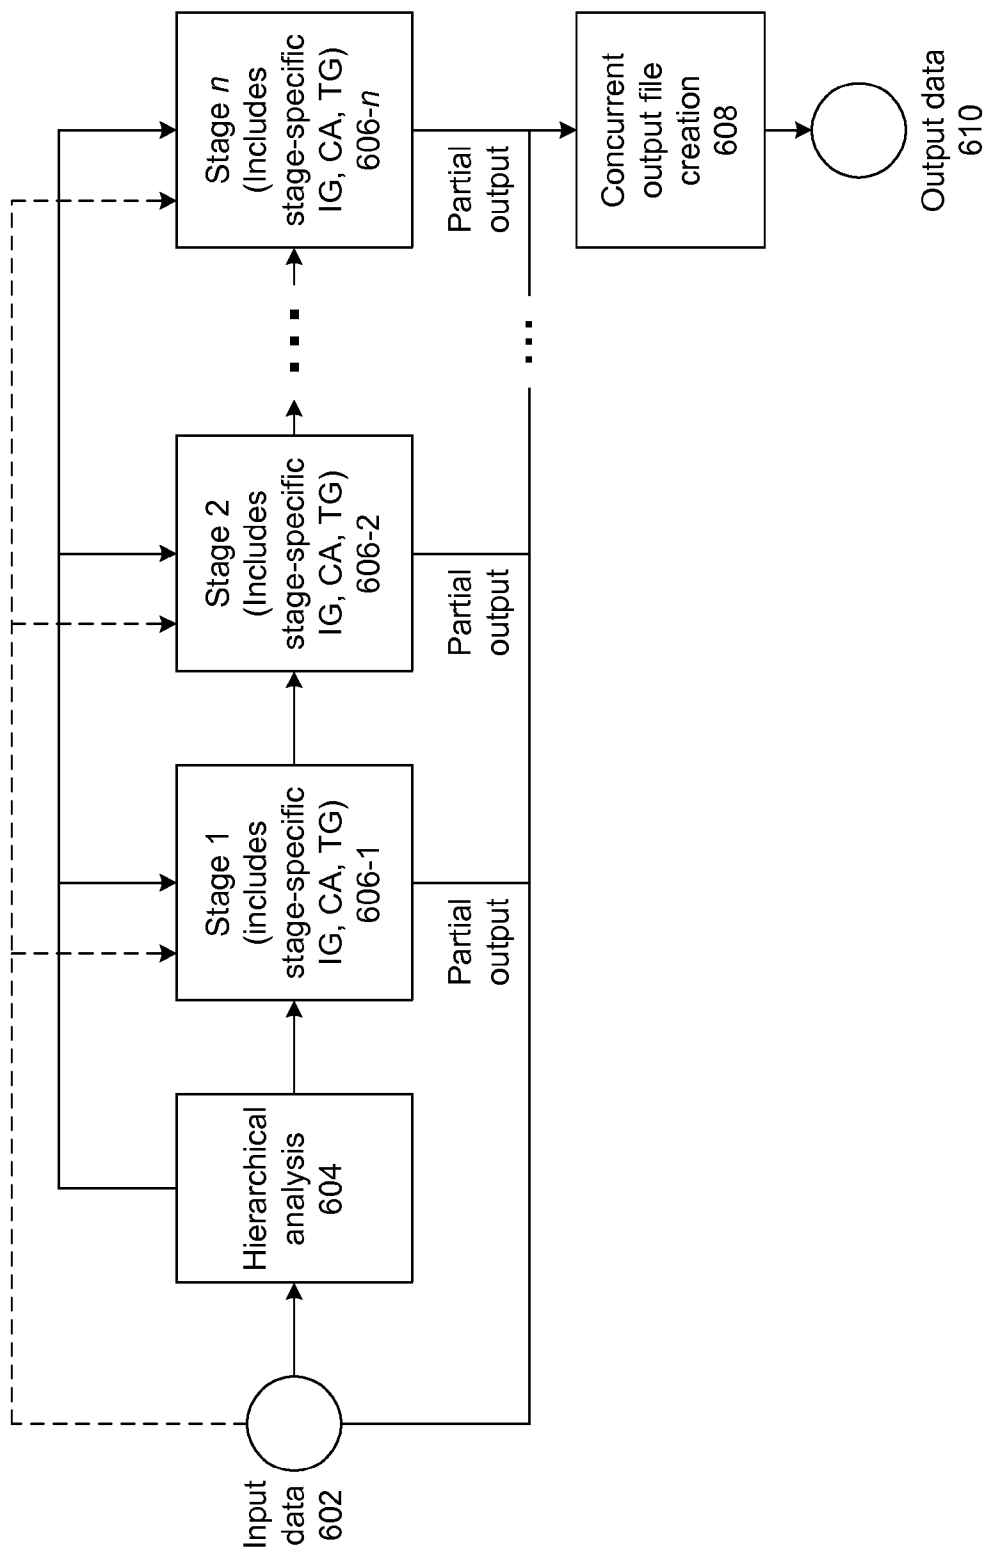 Input
data
602
Hierarchical
analysis
604
Stage 1
(includes
stage-specific
IG, CA, TG)
606-1
Partial
output
Stage 2
(Includes
stage-specific
IG, CA, TG)
606-2
Partial
output
Stage n
(Includes
stage-specific
IG, CA, TG)
606-n
Partial
output
Concurrent
output file
creation
608
Output data
610